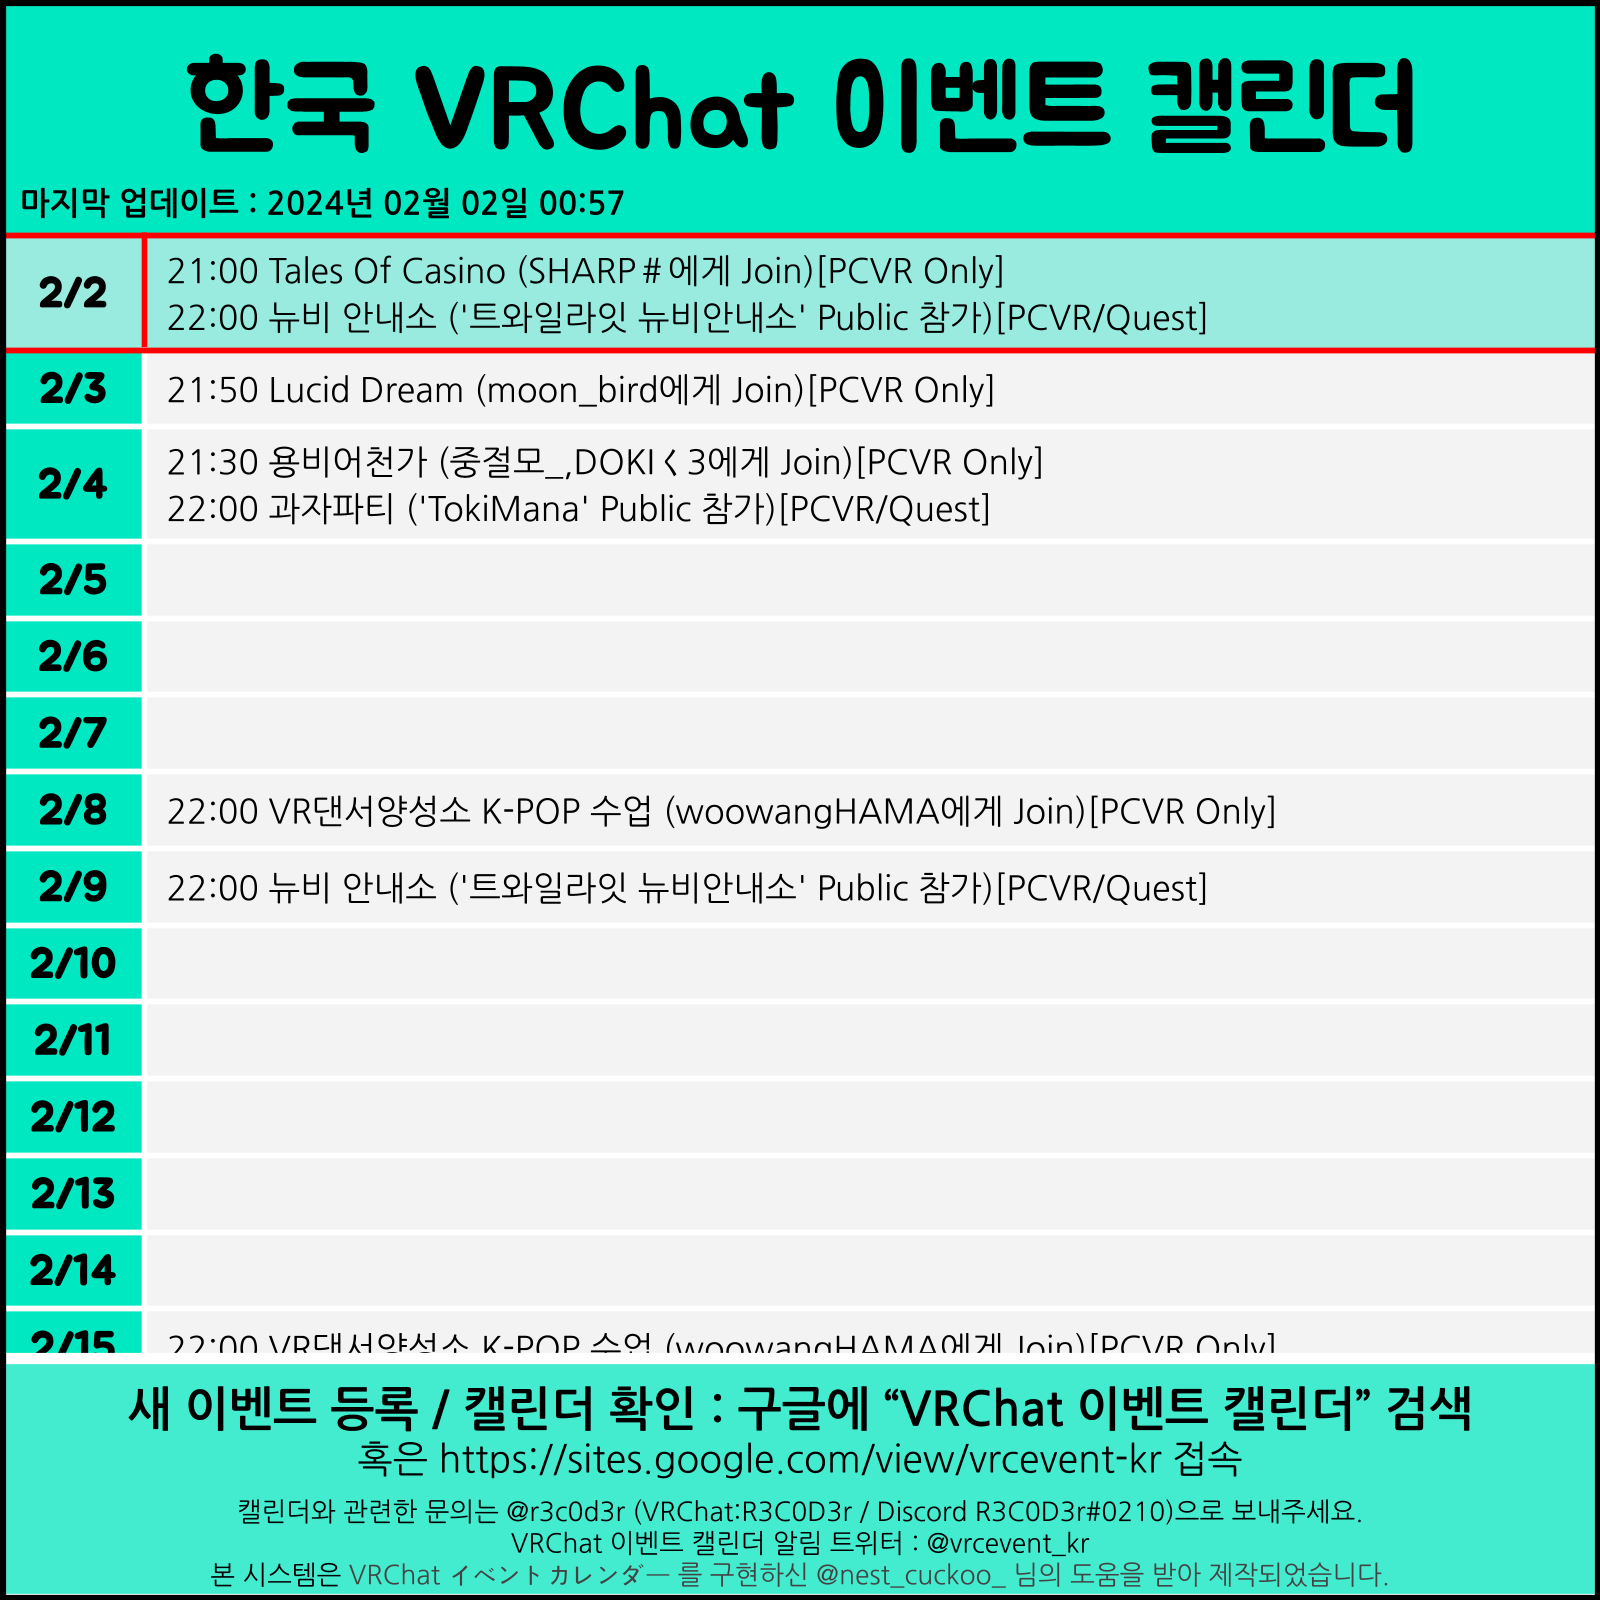 한국 VRChat 이벤트 캘린더
마지막 업데이트 : 2024년 02월 02일 00:57
2/2
21:00 Tales Of Casino (SHARP＃에게 Join)[PCVR Only]
22:00 뉴비 안내소 ('트와일라잇 뉴비안내소' Public 참가)[PCVR/Quest]
2/3
21:50 Lucid Dream (moon_bird에게 Join)[PCVR Only]
2/4
21:30 용비어천가 (중절모_,DOKI＜3에게 Join)[PCVR Only]
22:00 과자파티 ('TokiMana' Public 참가)[PCVR/Quest]
2/5
2/6
2/7
2/8
22:00 VR댄서양성소 K-POP 수업 (woowangHAMA에게 Join)[PCVR Only]
2/9
22:00 뉴비 안내소 ('트와일라잇 뉴비안내소' Public 참가)[PCVR/Quest]
2/10
2/11
2/12
2/13
2/14
2/15
22:00 VR댄서양성소 K-POP 수업 (woowangHAMA에게 Join)[PCVR Only]
새 이벤트 등록 / 캘린더 확인 : 구글에 “VRChat 이벤트 캘린더” 검색
혹은 https://sites.google.com/view/vrcevent-kr 접속
캘린더와 관련한 문의는 @r3c0d3r (VRChat:R3C0D3r / Discord R3C0D3r#0210)으로 보내주세요.
VRChat 이벤트 캘린더 알림 트위터 : @vrcevent_kr
본 시스템은 VRChat イベントカレンダー 를 구현하신 @nest_cuckoo_ 님의 도움을 받아 제작되었습니다.